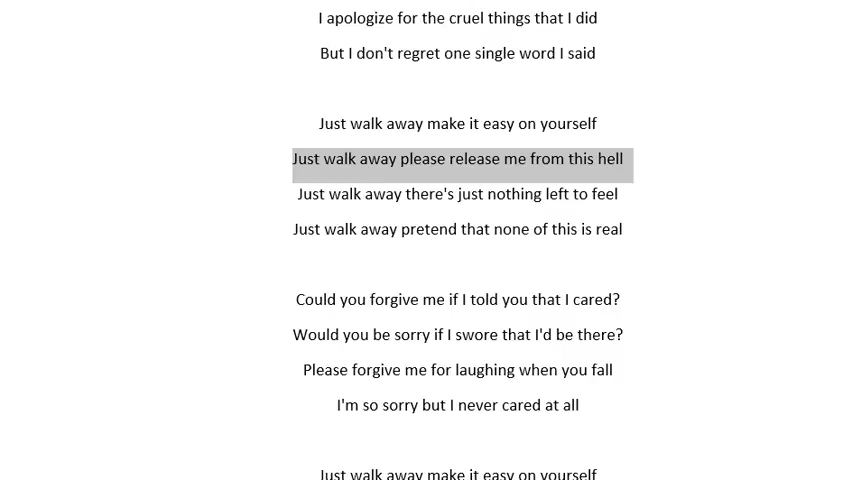 I apologize for the cruel things that I did
But I don't regret one single word I said
Just walk away make it easy on yourself
Just walk away please release me from this hell
Just walk away there's just nothing left to feel
Just walk away pretend that none of this is real
Could you forgive me if I told you that I cared?
Would you be sorry if I swore that I'd be there?
Please forgive me for laughing when you fall
I'm so sorry but I never cared at all
Just walk away make it easy on yourself